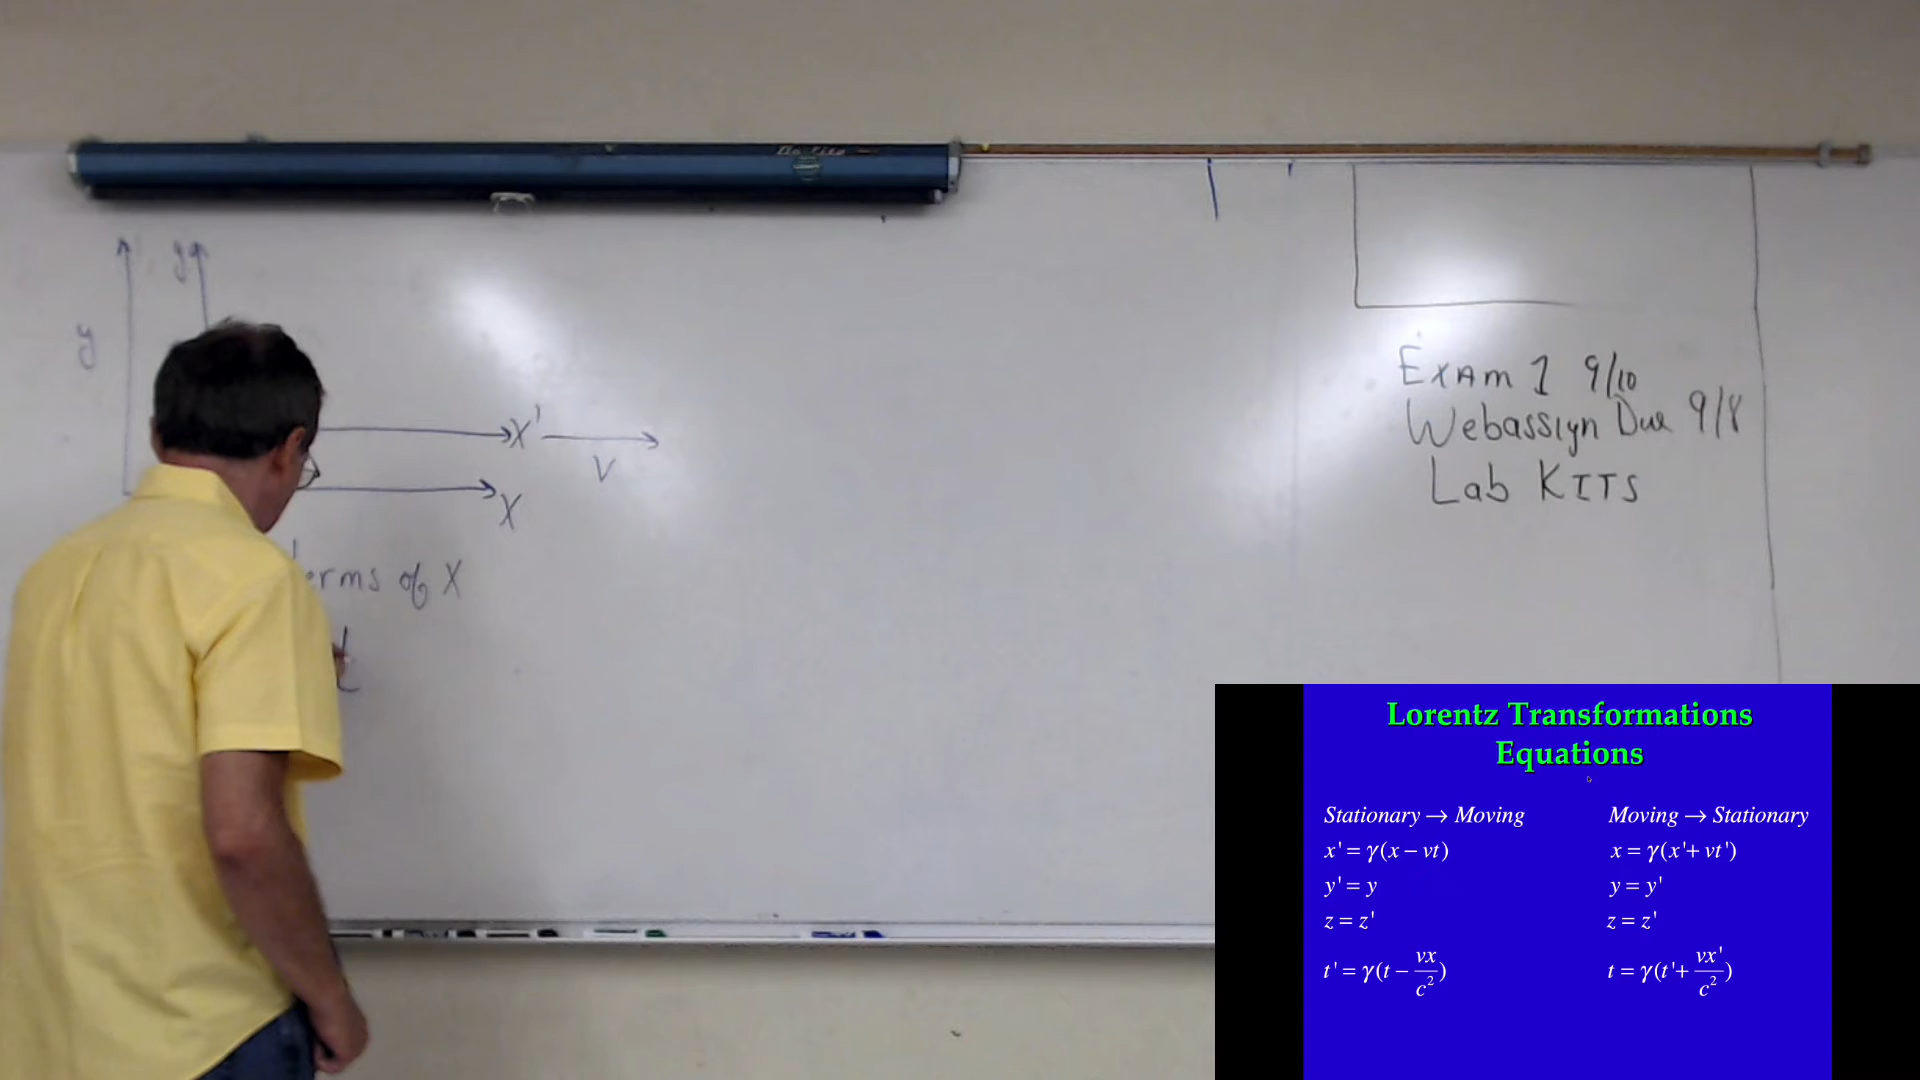 y
y
X'
V
X
terms of X
t
Exam 1 9/10
Webassign Due 9/8
Lab KITS
Lorentz Transformations
Equations
Stationary → Moving
x' = γ(x − vt)
y' = y
z = z'
t' = γ(t − vx/c²)
Moving → Stationary
x = γ(x'+ vt')
y = y'
z = z'
t = γ(t'+ vx'/c²)